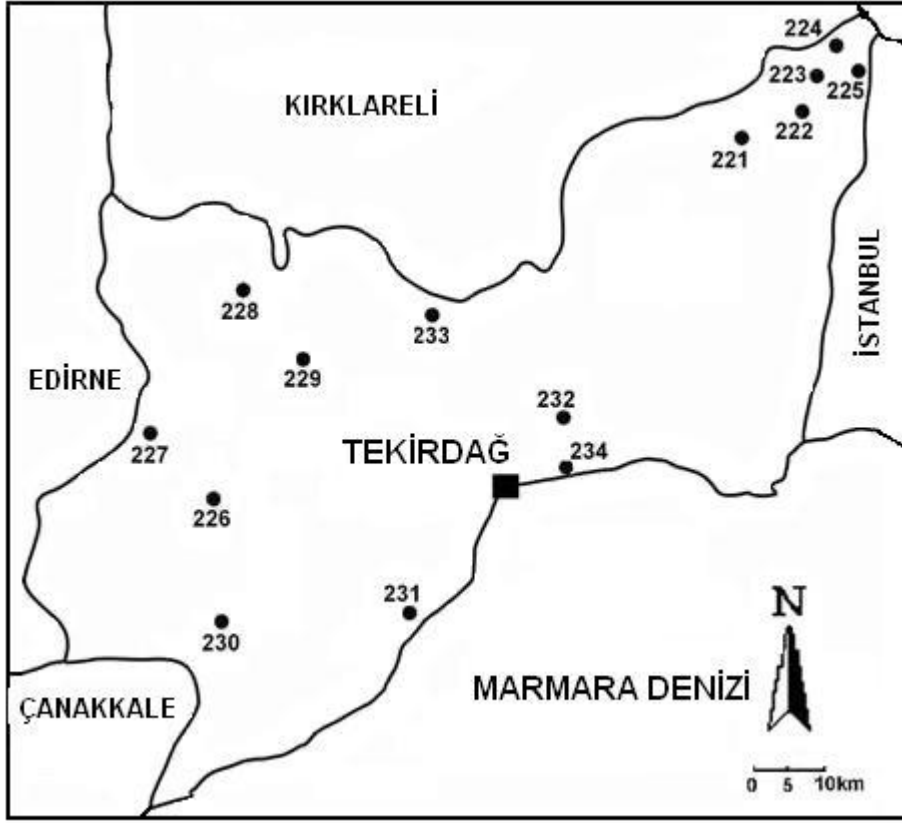 224
223
225
KIRKLARELİ
222
221
İSTANBUL
228
233
229
EDİRNE
232
227
TEKİRDAĞ
234
226
231
N
230
MARMARA DENİZİ
ÇANAKKALE
0 5 10km